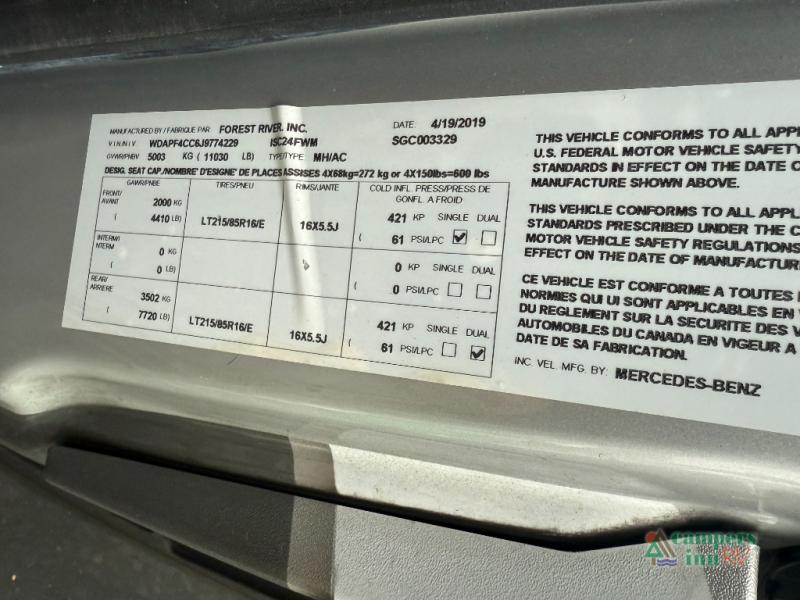 MANUFACTURED BY / FABRIQUE PAR FOREST RIVER, INC. DATE: 4/19/2019
V.I.N./N.I.V. WDAPF4CC6J9774229 ISC24FWM SGC003329
GVWR/PNBV 5003 KG ( 11030 LB) TYPE/TYPE: MH/AC
DESIG. SEAT CAP./NOMBRE D'ESIGNE' DE PLACES ASSISES 4X68kg=272 kg or 4X150lbs=600 lbs
GAWR/PNBE TIRES/PNEU RIMS/JANTE COLD INFL. PRESS/PRESS DE GONFL A FROID
FRONT/ AVANT 2000 KG
( 4410 LB) LT215/85R16/E 16X5.5J 421 KP SINGLE DUAL
( 61 PSI/LPC
INTERM/ INTERM 0 KG
( 0 LB) 0 KP SINGLE DUAL
( 0 PSI/LPC
REAR/ ARRIERE 3502 KG
( 7720 LB) LT215/85R16/E 16X5.5J 421 KP SINGLE DUAL
( 61 PSI/LPC
THIS VEHICLE CONFORMS TO ALL
U.S. FEDERAL MOTOR VEHICLE SAFETY
STANDARDS IN EFFECT ON THE DATE
MANUFACTURE SHOWN ABOVE.
THIS VEHICLE CONFORMS TO ALL
STANDARDS PRESCRIBED UNDER THE
MOTOR VEHICLE SAFETY REGULATIONS
EFFECT ON THE DATE OF
CE VEHICULE EST CONFORME A TOUTES
NORMIES QUI UI SONT APPLICABLES EN
DU REGLEMENT SUR LA SECURITE DES
AUTOMOBILES DU CANADA EN VIGEUR A
DATE DE SA FABRICATION.
INC. VEL. MFG. BY: MERCEDES-BENZ
campers
inn RV